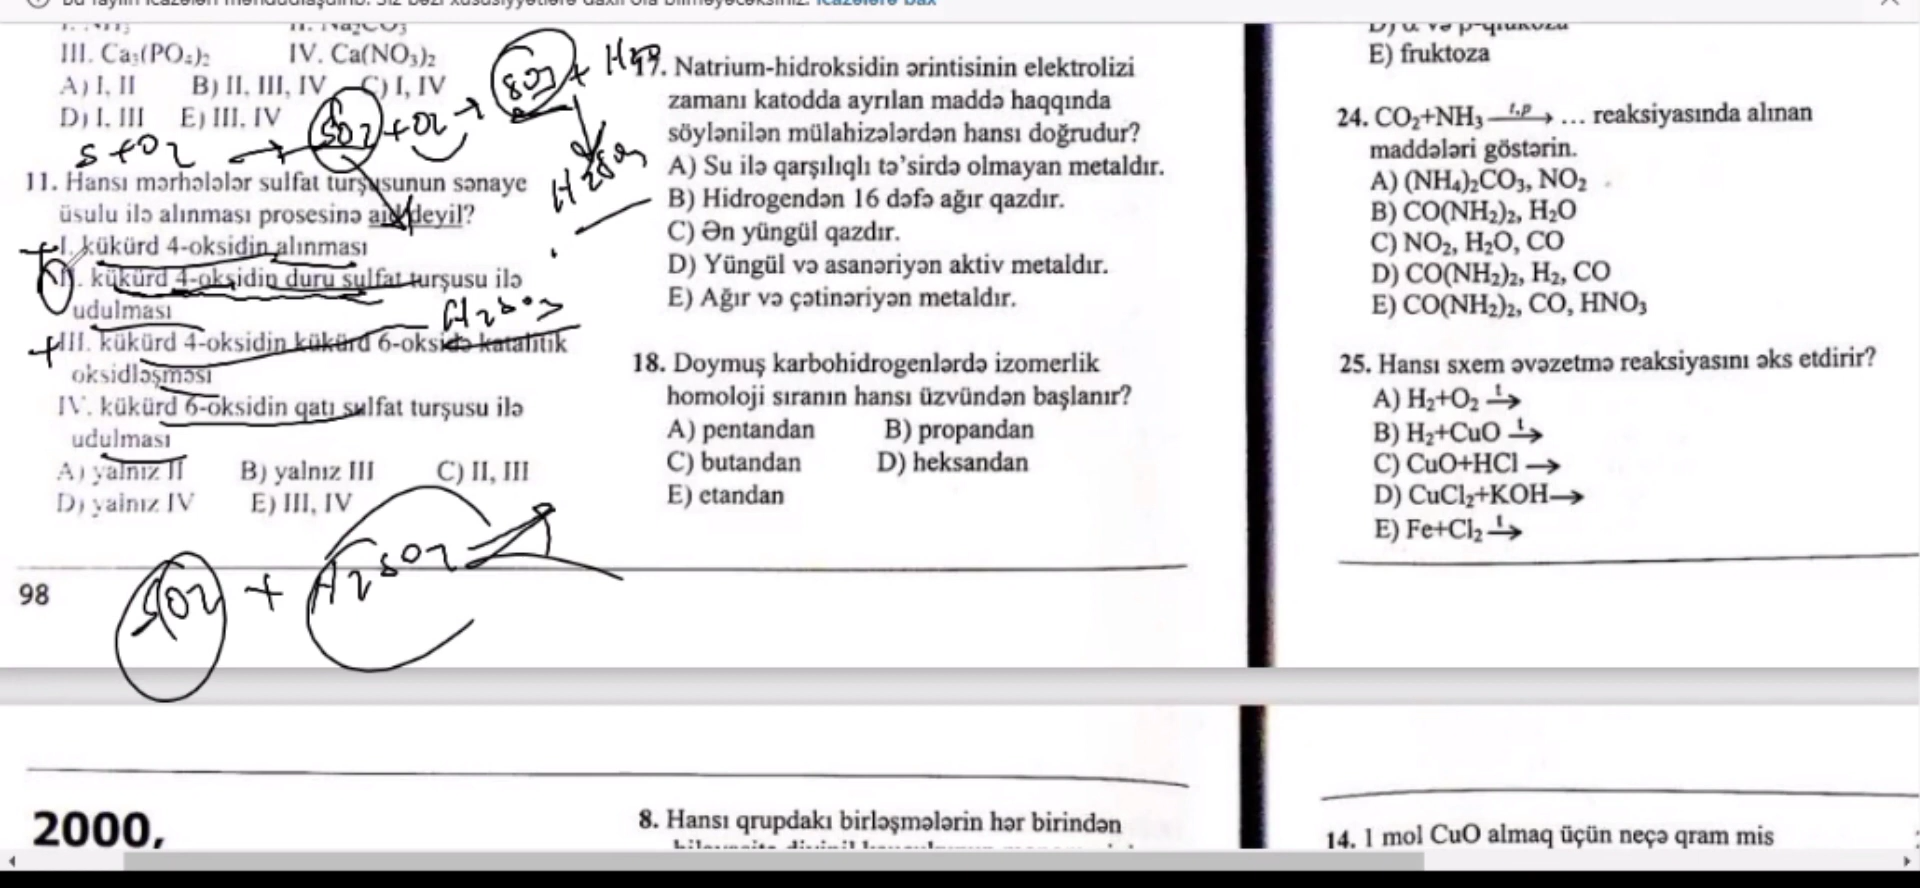 III. Ca₃(PO₄)₂ IV. Ca(NO₃)₂
A) I, II B) II, III, IV C) I, IV
D) I, III E) III, IV
S+O₂ → SO₂+O₂ → SO₃+
11. Hansı mərhələlər sulfat turşusunun sənaye
üsulu ilə alınması prosesinə aid deyil?
I. kükürd 4-oksidin alınması
II. kükürd 4-oksidin duru sulfat turşusu ilə
udulması
III. kükürd 4-oksidin kükürd 6-oksidə katalitik
oksidləşməsi
IV. kükürd 6-oksidin qatı sulfat turşusu ilə
udulması
A) yalnız II B) yalnız III C) II, III
D) yalnız IV E) III, IV
98
17. Natrium-hidroksidin ərintisinin elektrolizi
zamanı katodda ayrılan maddə haqqında
söylənilən mülahizələrdən hansı doğrudur?
A) Su ilə qarşılıqlı tə'sirdə olmayan metaldır.
B) Hidrogendən 16 dəfə ağır qazdır.
C) Ən yüngül qazdır.
D) Yüngül və asanəriyən aktiv metaldır.
E) Ağır və çətinəriyən metaldır.
18. Doymuş karbohidrogenlərdə izomerlik
homoloji sıranın hansı üzvündən başlanır?
A) pentandan B) propandan
C) butandan D) heksandan
E) etandan
E) fruktoza
24. CO₂+NH₃ →(t,p) ... reaksiyasında alınan
maddələri göstərin.
A) (NH₄)₂CO₃, NO₂
B) CO(NH₂)₂, H₂O
C) NO₂, H₂O, CO
D) CO(NH₂)₂, H₂, CO
E) CO(NH₂)₂, CO, HNO₃
25. Hansı sxem əvəzetmə reaksiyasını əks etdirir?
A) H₂+O₂ →(t)
B) H₂+CuO →(t)
C) CuO+HCl →
D) CuCl₂+KOH→
E) Fe+Cl₂ →(t)
SO₂ +
2000,
8. Hansı qrupdakı birləşmələrin hər birindən
14. 1 mol CuO almaq üçün neçə qram mis